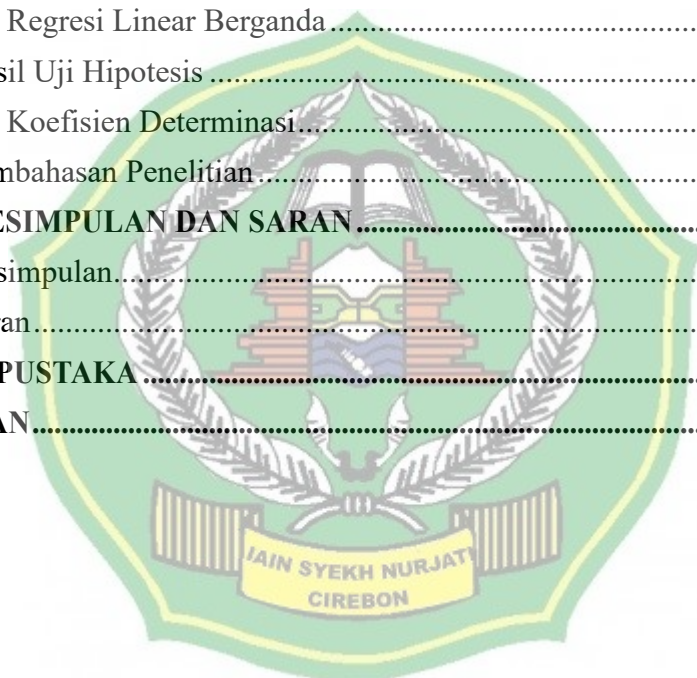 Regresi Linear Berganda........................................................
sil Uji Hipotesis........................................................
Koefisien Determinasi........................................................
mbahasan Penelitian........................................................
ESIMPULAN DAN SARAN........................................................
simpulan........................................................
ran........................................................
PUSTAKA........................................................
AN........................................................
IAIN SYEKH NURJATI
CIREBON